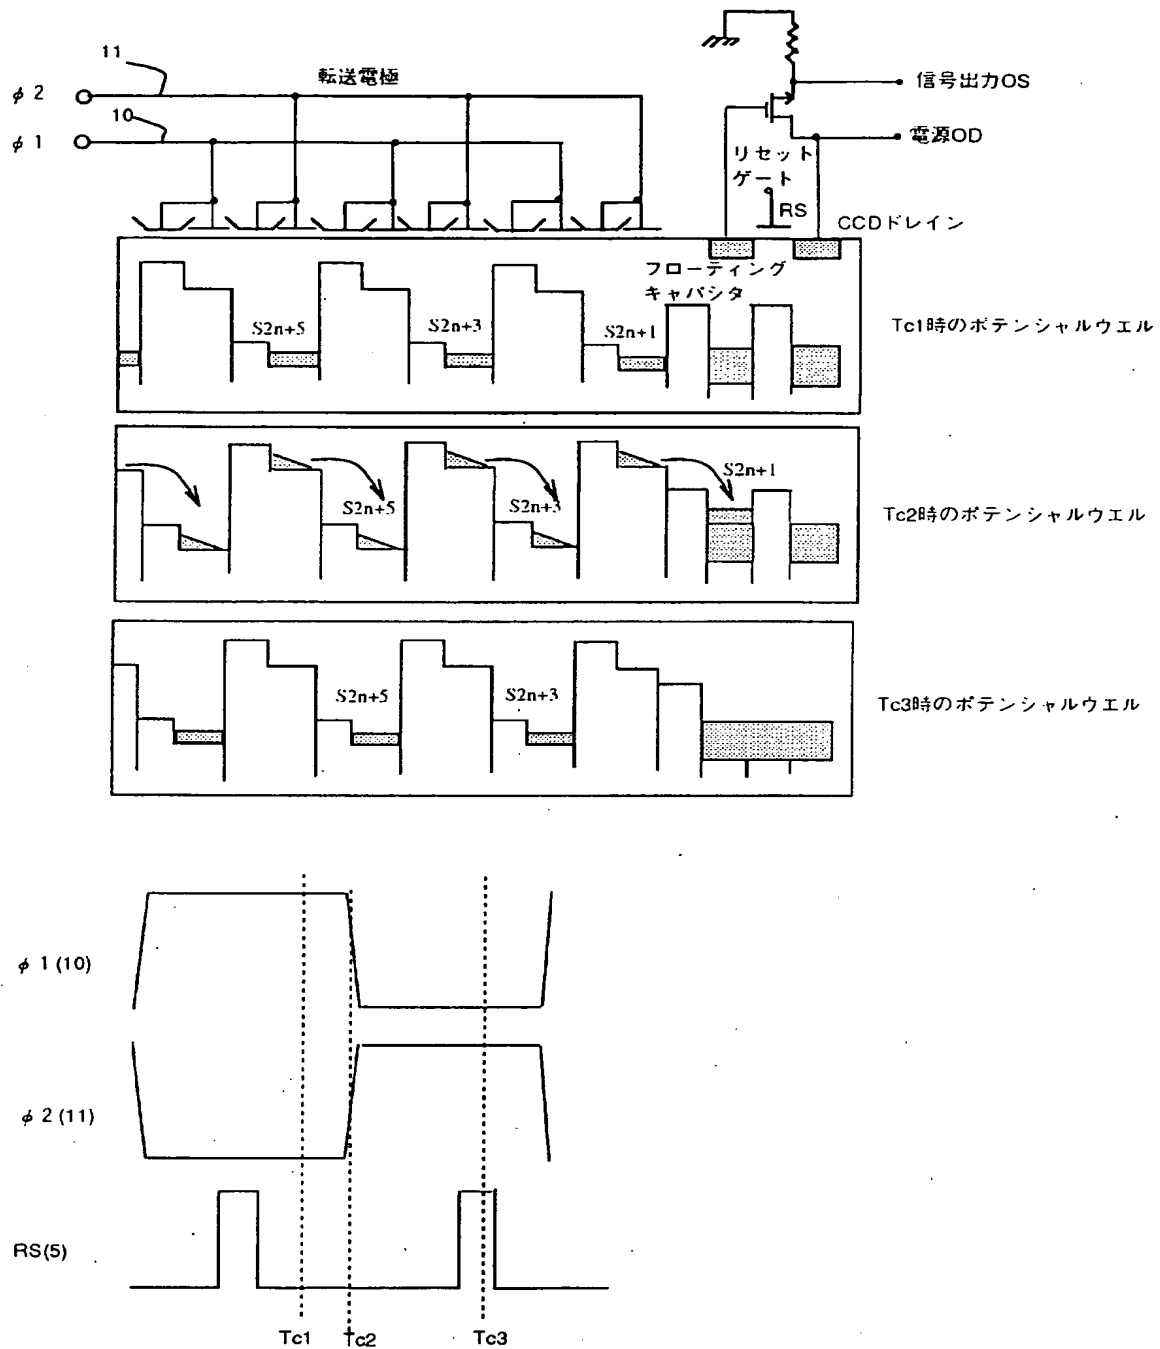 11
転送電極
φ 2
信号出力OS
10
φ 1
電源OD
リセット
ゲート
RS
CCDドレイン
フローティング
キャパシタ
S2n+5
S2n+3
S2n+1
Tc1時のポテンシャルウエル
S2n+1
S2n+5
S2n+3
Tc2時のポテンシャルウエル
S2n+5
S2n+3
Tc3時のポテンシャルウエル
φ 1 (10)
φ 2 (11)
RS(5)
Tc1
Tc2
Tc3